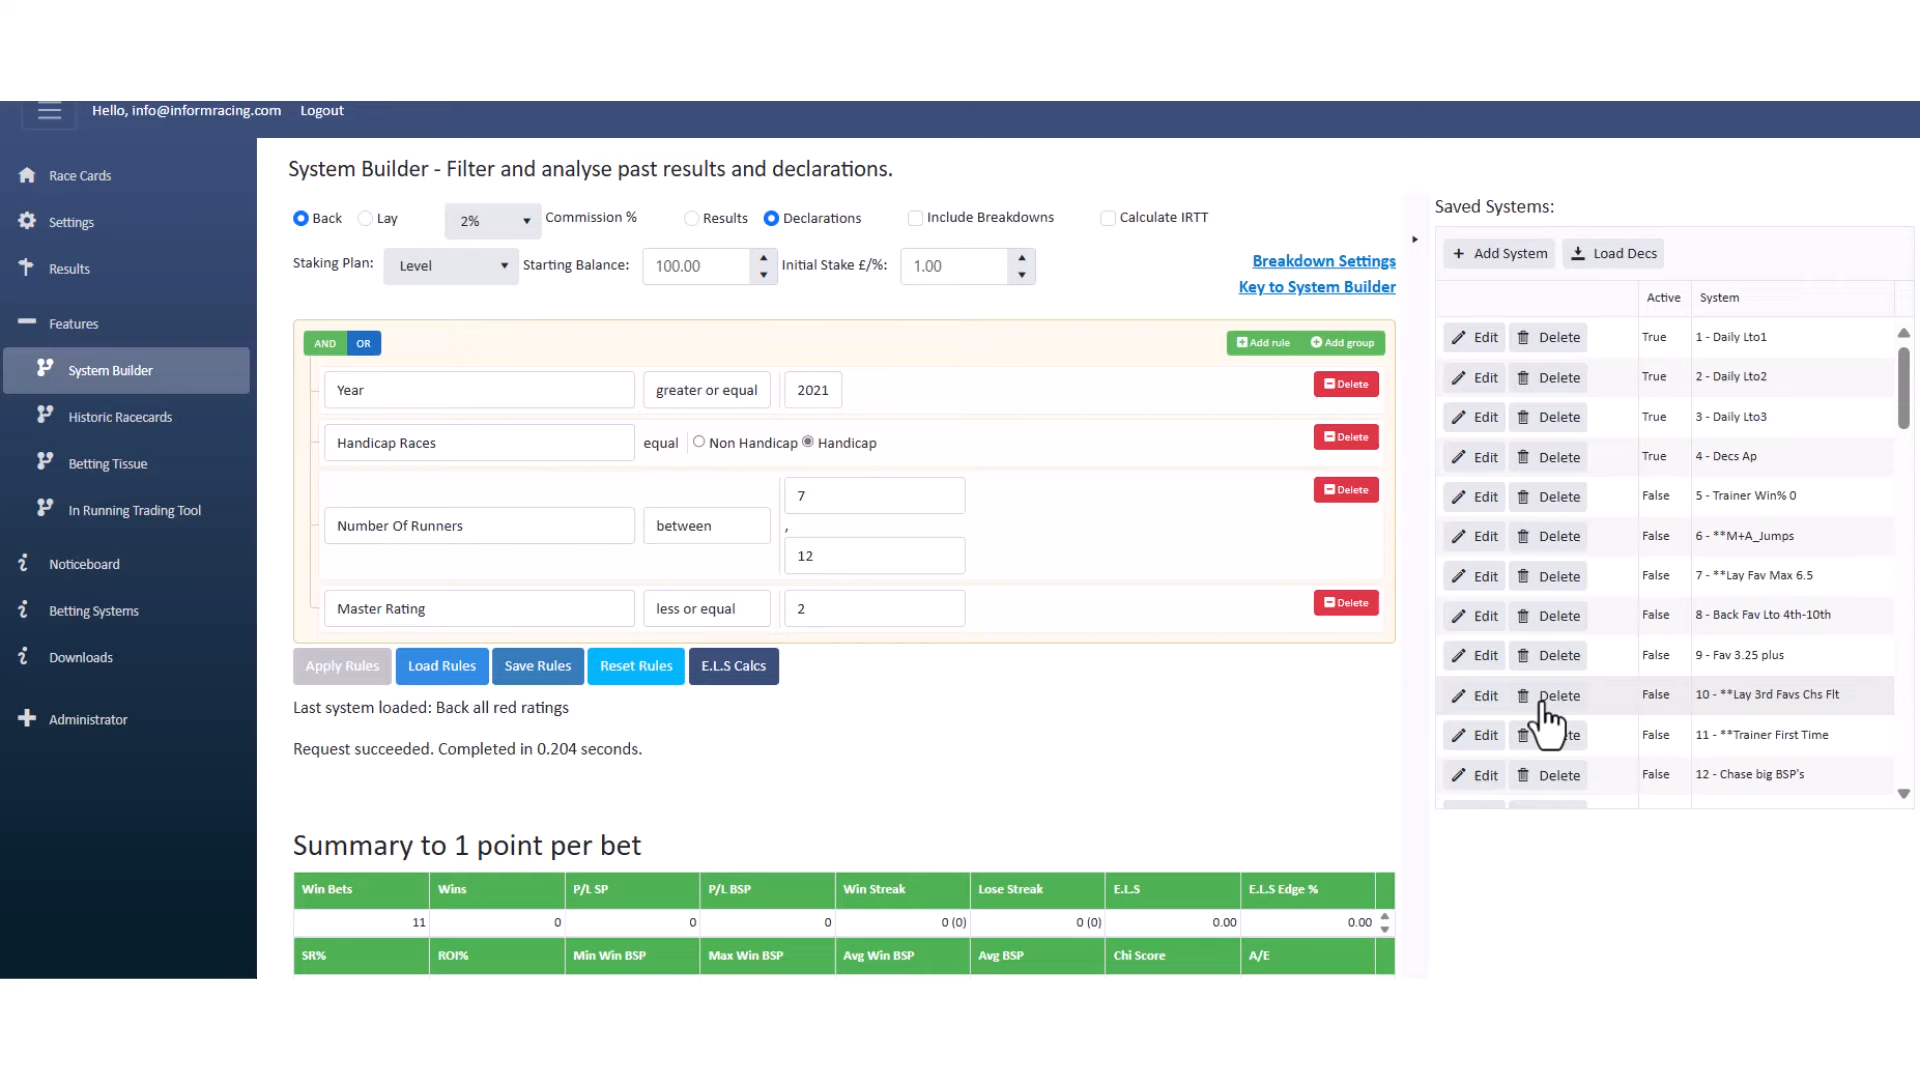 Hello, info@informracing.com Logout
Race Cards
Settings
Results
Features
System Builder
Historic Racecards
Betting Tissue
In Running Trading Tool
Noticeboard
Betting Systems
Downloads
Administrator
System Builder - Filter and analyse past results and declarations.
Back Lay 2% Commission % Results Declarations Include Breakdowns Calculate IRTT
Staking Plan: Level Starting Balance: 100.00 Initial Stake £/%: 1.00
Breakdown Settings
Key to System Builder
AND OR Add rule Add group
Year greater or equal 2021 Delete
Handicap Races equal Non Handicap Handicap Delete
Number Of Runners between 7 , 12 Delete
Master Rating less or equal 2 Delete
Apply Rules Load Rules Save Rules Reset Rules E.L.S Calcs
Last system loaded: Back all red ratings
Request succeeded. Completed in 0.204 seconds.
Summary to 1 point per bet
Win Bets Wins P/L SP P/L BSP Win Streak Lose Streak E.L.S E.L.S Edge %
11 0 0 0 0 (0) 0 (0) 0.00 0.00
SR% ROI% Min Win BSP Max Win BSP Avg Win BSP Avg BSP Chi Score A/E
Saved Systems:
+ Add System Load Decs
Active System
Edit Delete True 1 - Daily Lto1
Edit Delete True 2 - Daily Lto2
Edit Delete True 3 - Daily Lto3
Edit Delete True 4 - Decs Ap
Edit Delete False 5 - Trainer Win% 0
Edit Delete False 6 - **M+A_Jumps
Edit Delete False 7 - **Lay Fav Max 6.5
Edit Delete False 8 - Back Fav Lto 4th-10th
Edit Delete False 9 - Fav 3.25 plus
Edit Delete False 10 - **Lay 3rd Favs Chs Flt
Edit False 11 - **Trainer First Time
Edit Delete False 12 - Chase big BSP's